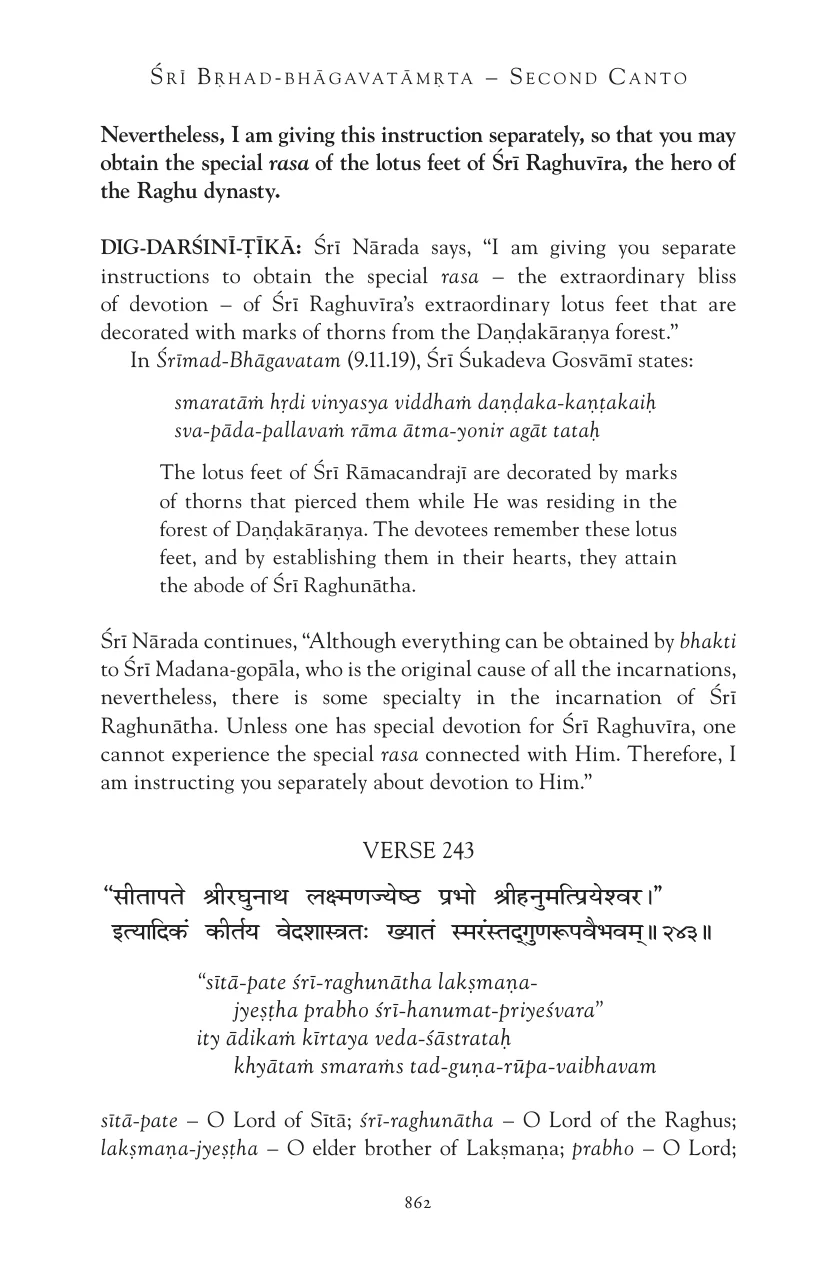 ŚRĪ BṚHAD-BHĀGAVATĀMṚTA – SECOND CANTO
Nevertheless, I am giving this instruction separately, so that you may
obtain the special rasa of the lotus feet of Śrī Raghuvīra, the hero of
the Raghu dynasty.
DIG-DARŚINĪ-ṬĪKĀ: Śrī Nārada says, “I am giving you separate
instructions to obtain the special rasa – the extraordinary bliss
of devotion – of Śrī Raghuvīra’s extraordinary lotus feet that are
decorated with marks of thorns from the Daṇḍakāraṇya forest.”
In Śrīmad-Bhāgavatam (9.11.19), Śrī Śukadeva Gosvāmī states:
smaratāṁ hṛdi vinyasya viddhaṁ daṇḍaka-kaṇṭakaiḥ
sva-pāda-pallavaṁ rāma ātma-yonir agāt tataḥ
The lotus feet of Śrī Rāmacandrajī are decorated by marks
of thorns that pierced them while He was residing in the
forest of Daṇḍakāraṇya. The devotees remember these lotus
feet, and by establishing them in their hearts, they attain
the abode of Śrī Raghunātha.
Śrī Nārada continues, “Although everything can be obtained by bhakti
to Śrī Madana-gopāla, who is the original cause of all the incarnations,
nevertheless, there is some specialty in the incarnation of Śrī
Raghunātha. Unless one has special devotion for Śrī Raghuvīra, one
cannot experience the special rasa connected with Him. Therefore, I
am instructing you separately about devotion to Him.”
VERSE 243
“सीतापते श्रीरघुनाथ लक्ष्मणज्येष्ठ प्रभो श्रीहनुमत्प्रियेश्वर।”
इत्यादिकं कीर्तय वेदशास्त्रतः ख्यातं स्मरंस्तद्गुणरूपवैभवम्॥२४३॥
“sītā-pate śrī-raghunātha lakṣmaṇa-
jyeṣṭha prabho śrī-hanumat-priyeśvara”
ity ādikaṁ kīrtaya veda-śāstrataḥ
khyātaṁ smaraṁs tad-guṇa-rūpa-vaibhavam
sītā-pate – O Lord of Sītā; śrī-raghunātha – O Lord of the Raghus;
lakṣmaṇa-jyeṣṭha – O elder brother of Lakṣmaṇa; prabho – O Lord;
862